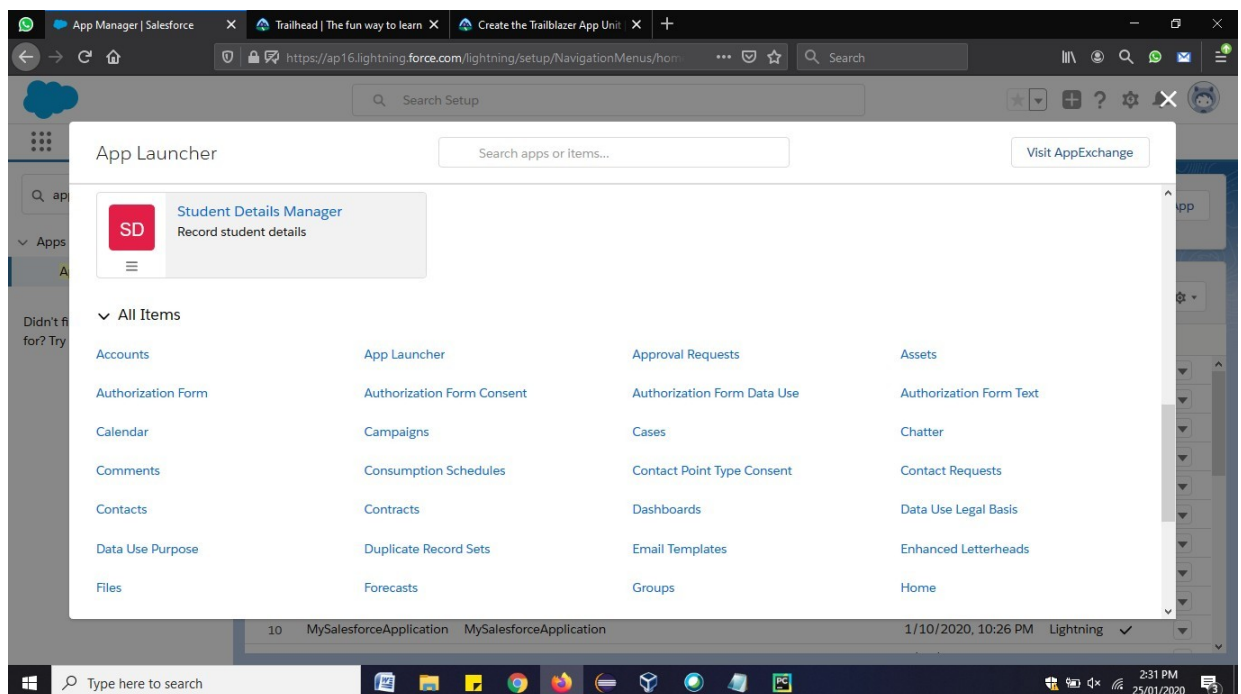 App Manager | Salesforce
Trailhead | The fun way to learn
Create the Trailblazer App Unit
https://ap16.lightning.force.com/lightning/setup/NavigationMenus/hom
Search
Search Setup
App Launcher
Search apps or items...
Visit AppExchange
ap
App
SD
Student Details Manager
Record student details
Apps
A
All Items
Didn't fi
for? Try
Accounts App Launcher Approval Requests Assets
Authorization Form Authorization Form Consent Authorization Form Data Use Authorization Form Text
Calendar Campaigns Cases Chatter
Comments Consumption Schedules Contact Point Type Consent Contact Requests
Contacts Contracts Dashboards Data Use Legal Basis
Data Use Purpose Duplicate Record Sets Email Templates Enhanced Letterheads
Files Forecasts Groups Home
10 MySalesforceApplication MySalesforceApplication 1/10/2020, 10:26 PM Lightning
Type here to search
PC
2:31 PM
25/01/2020
3